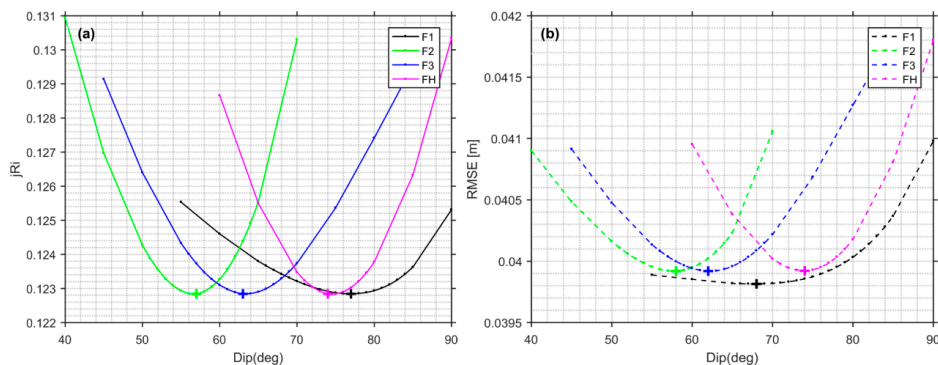 (a)
F1
F2
F3
FH
0.13
0.129
0.128
0.127
0.126
0.125
0.124
0.123
0.122
jRi
40 50 60 70 80 90
Dip(deg)
(b)
F1
F2
F3
FH
0.042
0.0415
0.041
0.0405
0.04
0.0395
RMSE [m]
40 50 60 70 80 90
Dip(deg)